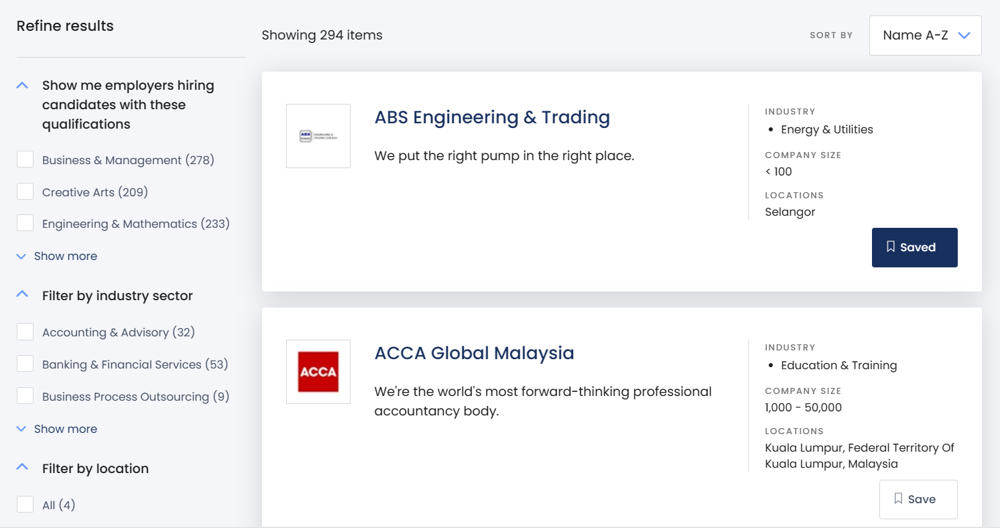 Refine results
Show me employers hiring
candidates with these
qualifications
Business & Management (278)
Creative Arts (209)
Engineering & Mathematics (233)
Show more
Filter by industry sector
Accounting & Advisory (32)
Banking & Financial Services (53)
Business Process Outsourcing (9)
Show more
Filter by location
All (4)
Showing 294 items
SORT BY
Name A-Z
ABS
ABS Engineering & Trading
We put the right pump in the right place.
INDUSTRY
• Energy & Utilities
COMPANY SIZE
< 100
LOCATIONS
Selangor
Saved
ACCA
ACCA Global Malaysia
We're the world's most forward-thinking professional
accountancy body.
INDUSTRY
• Education & Training
COMPANY SIZE
1,000 - 50,000
LOCATIONS
Kuala Lumpur, Federal Territory Of
Kuala Lumpur, Malaysia
Save